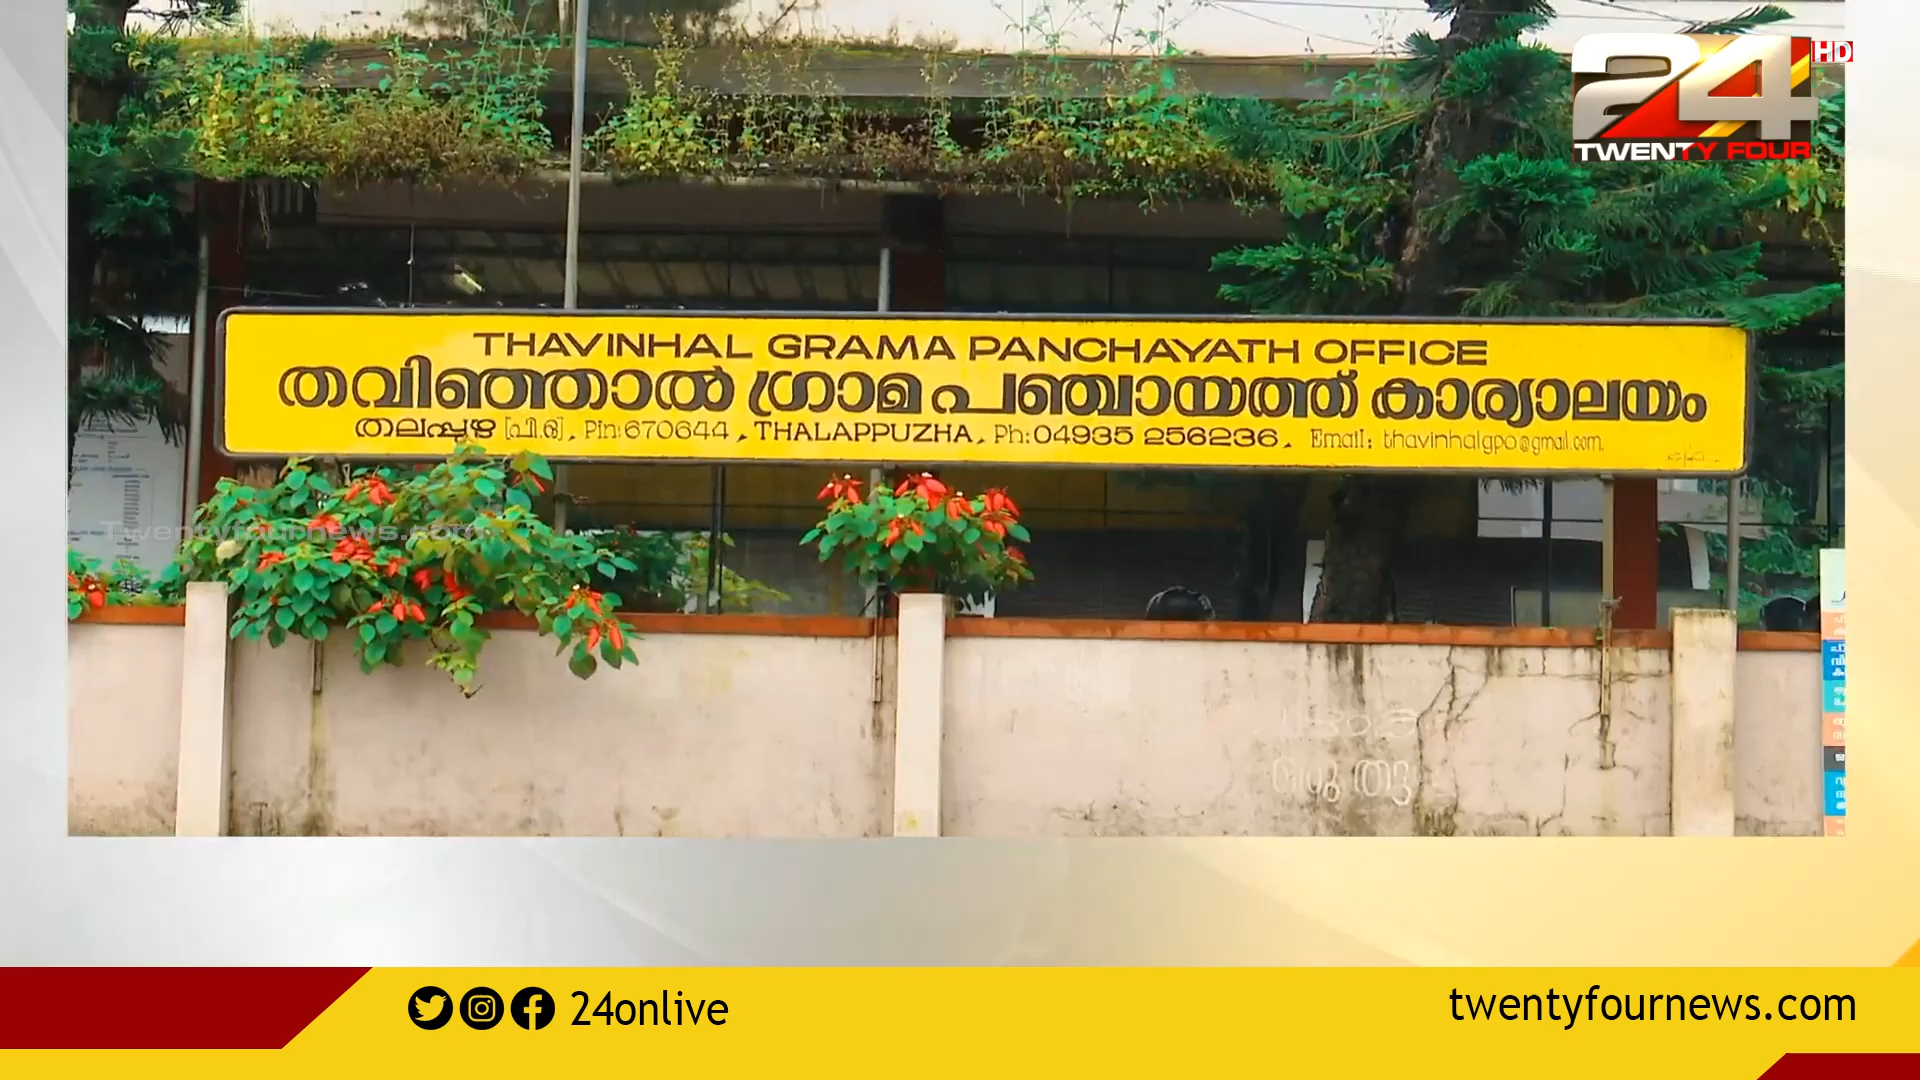 24 HD
TWENTY FOUR
THAVINHAL GRAMA PANCHAYATH OFFICE
തവിഞ്ഞാൽ ഗ്രാമ പഞ്ചായത്ത് കാര്യാലയം
തലപ്പുഴ [പി.ഒ], Pin:670644, THALAPPUZHA, Ph:04935 256236, Email: thavinhalgpo@gmail.com.
Twentyfournews.com
24onlive
twentyfournews.com